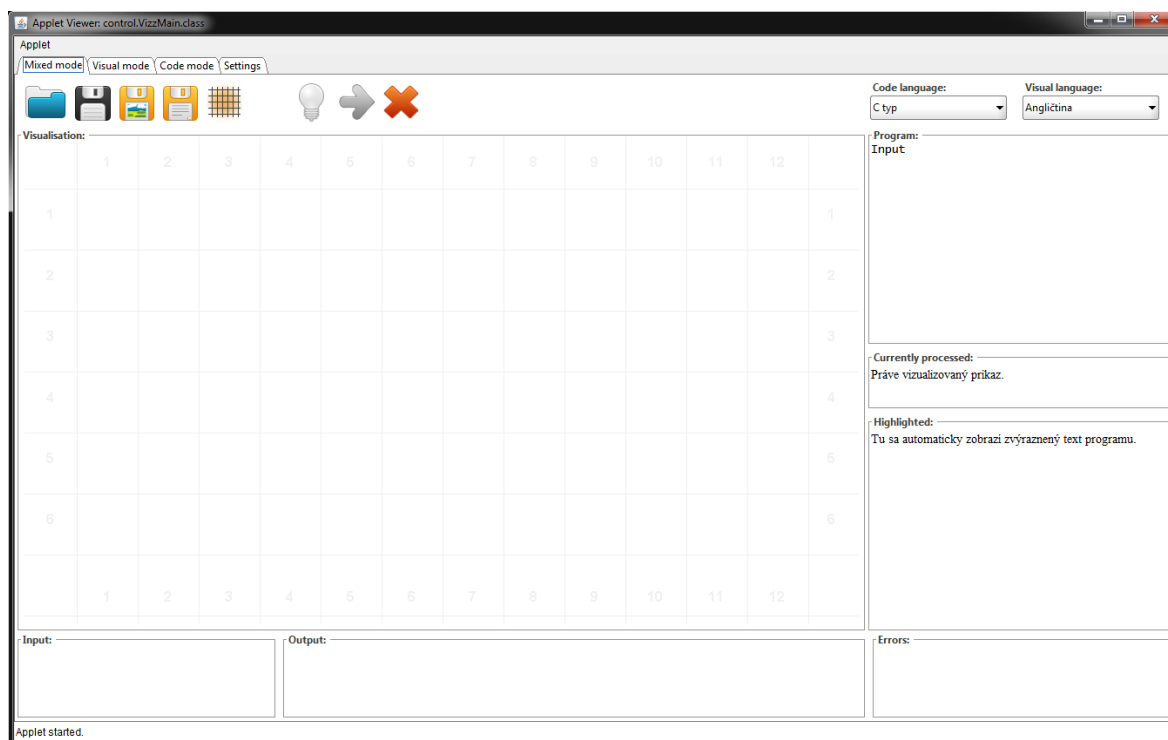 Applet Viewer: control.VizzMain.class
Applet
Mixed mode Visual mode Code mode Settings
Code language: Visual language:
C typ Angličtina
Visualisation:
1 2 3 4 5 6 7 8 9 10 11 12
1 1
2 2
3 3
4 4
5 5
6 6
1 2 3 4 5 6 7 8 9 10 11 12
Program:
Input
Currently processed:
Práve vizualizovaný prikaz.
Highlighted:
Tu sa automaticky zobrazi zvýraznený text programu.
Input: Output: Errors:
Applet started.